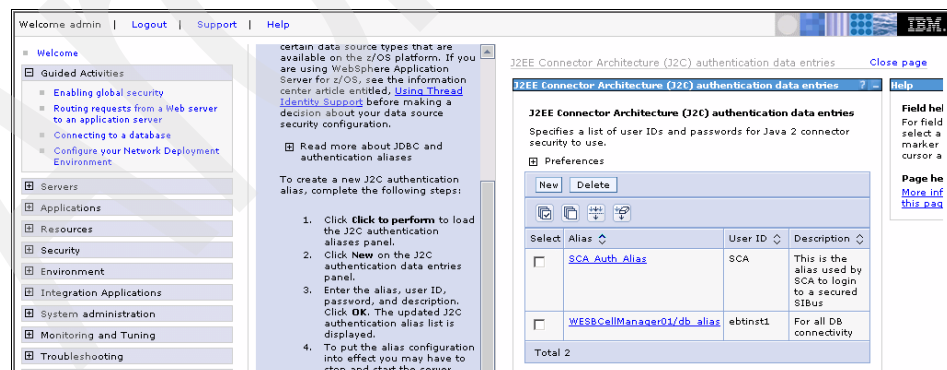 Welcome admin | Logout | Support | Help
IBM.
Welcome
Guided Activities
Enabling global security
Routing requests from a Web server
to an application server
Connecting to a database
Configure your Network Deployment
Environment
Servers
Applications
Resources
Security
Environment
Integration Applications
System administration
Monitoring and Tuning
Troubleshooting
certain data source types that are
available on the z/OS platform. If you
are using WebSphere Application
Server for z/OS, see the information
center article entitled, Using Thread
Identity Support before making a
decision about your data source
security configuration.
Read more about JDBC and
authentication aliases
To create a new J2C authentication
alias, complete the following steps:
1. Click Click to perform to load
the J2C authentication
aliases panel.
2. Click New on the J2C
authentication data entries
panel.
3. Enter the alias, user ID,
password, and description.
Click OK. The updated J2C
authentication alias list is
displayed.
4. To put the alias configuration
into effect you may have to
stop and start the server
J2EE Connector Architecture (J2C) authentication data entries Close page
J2EE Connector Architecture (J2C) authentication data entries ? –
J2EE Connector Architecture (J2C) authentication data entries
Specifies a list of user IDs and passwords for Java 2 connector
security to use.
Preferences
New Delete
Select Alias User ID Description
SCA_Auth_Alias SCA This is the
alias used by
SCA to login
to a secured
SIBus
WESBCellManager01/db_alias ebtinst1 For all DB
connectivity
Total 2
Help
Field hel
For field
select a
marker
cursor a
Page he
More inf
this pag